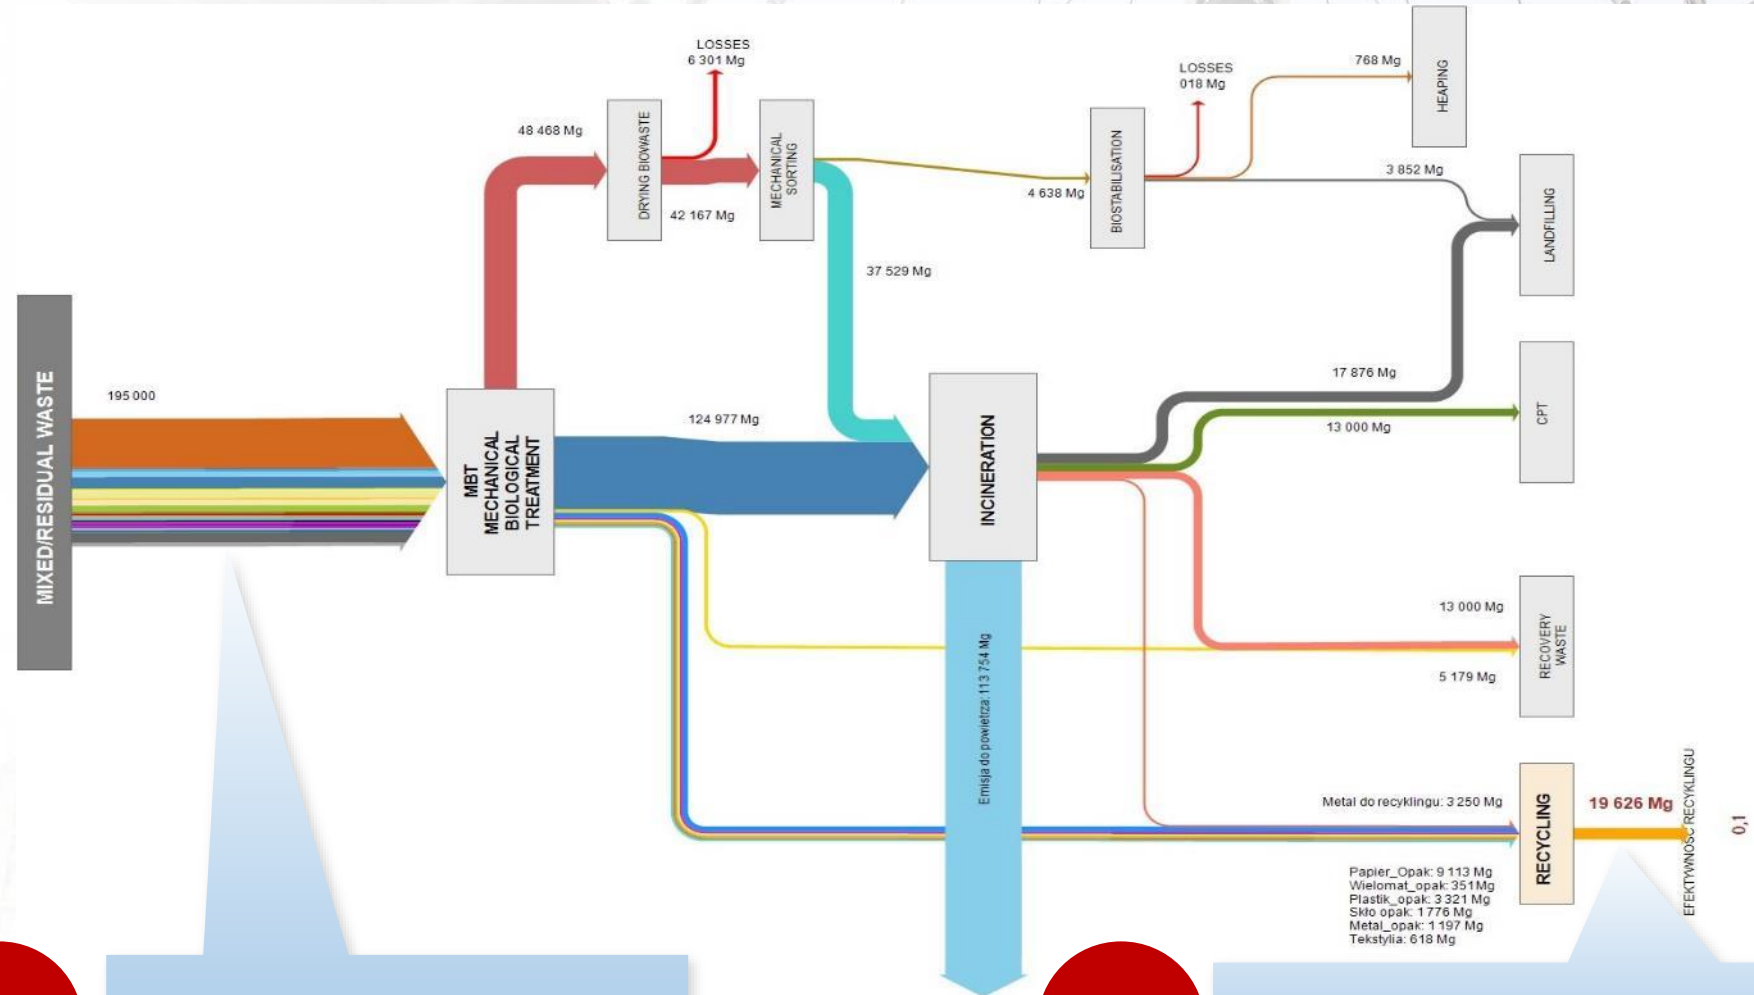 LOSSES
6 301 Mg
48 468 Mg
DRYING BIOWASTE
42 167 Mg
MECHANICAL
SORTING
LOSSES
018 Mg
768 Mg
HEAPING
4 638 Mg
BIOSTABILISATION
3 852 Mg
LANDFILLING
37 529 Mg
MIXED/RESIDUAL WASTE
195 000
MBT
MECHANICAL
BIOLOGICAL
TREATMENT
124 977 Mg
INCINERATION
17 876 Mg
13 000 Mg
CPT
Emisja do powietrza: 113 754 Mg
13 000 Mg
5 179 Mg
RECOVERY
WASTE
Metal do recyklingu: 3 250 Mg
RECYCLING
19 626 Mg
EFEKTYWNOŚĆ RECYKLINGU
0,1
Papier_Opak: 9 113 Mg
Wielomat_opak: 351 Mg
Plastik_opak: 3 321 Mg
Skło opak: 1 776 Mg
Metal_opak: 1 197 Mg
Tekstylia: 618 Mg